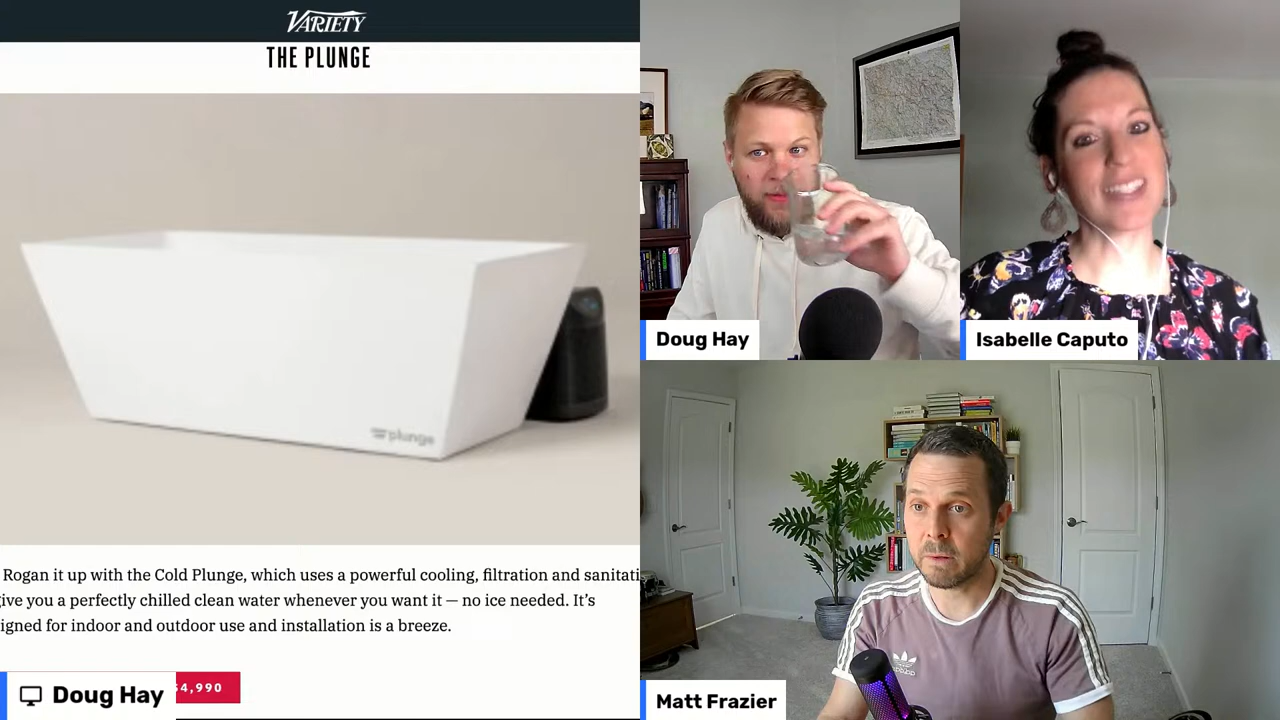 VARIETY
THE PLUNGE
plunge
Rogan it up with the Cold Plunge, which uses a powerful cooling, filtration and sanitati
ive you a perfectly chilled clean water whenever you want it — no ice needed. It’s
igned for indoor and outdoor use and installation is a breeze.
$4,990
Doug Hay
Doug Hay
Isabelle Caputo
Matt Frazier
adidas